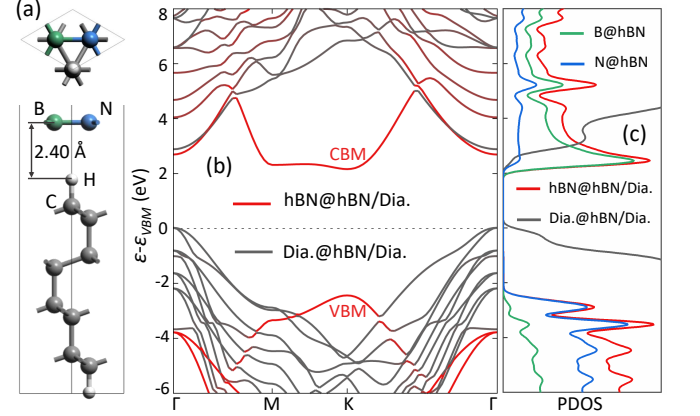 (a)
B
N
2.40 Å
H
C
ε-ε_VBM (eV)
8
6
4
2
0
-2
-4
-6
(b)
CBM
hBN@hBN/Dia.
Dia.@hBN/Dia.
VBM
Γ
M
K
Γ
B@hBN
N@hBN
(c)
hBN@hBN/Dia.
Dia.@hBN/Dia.
PDOS